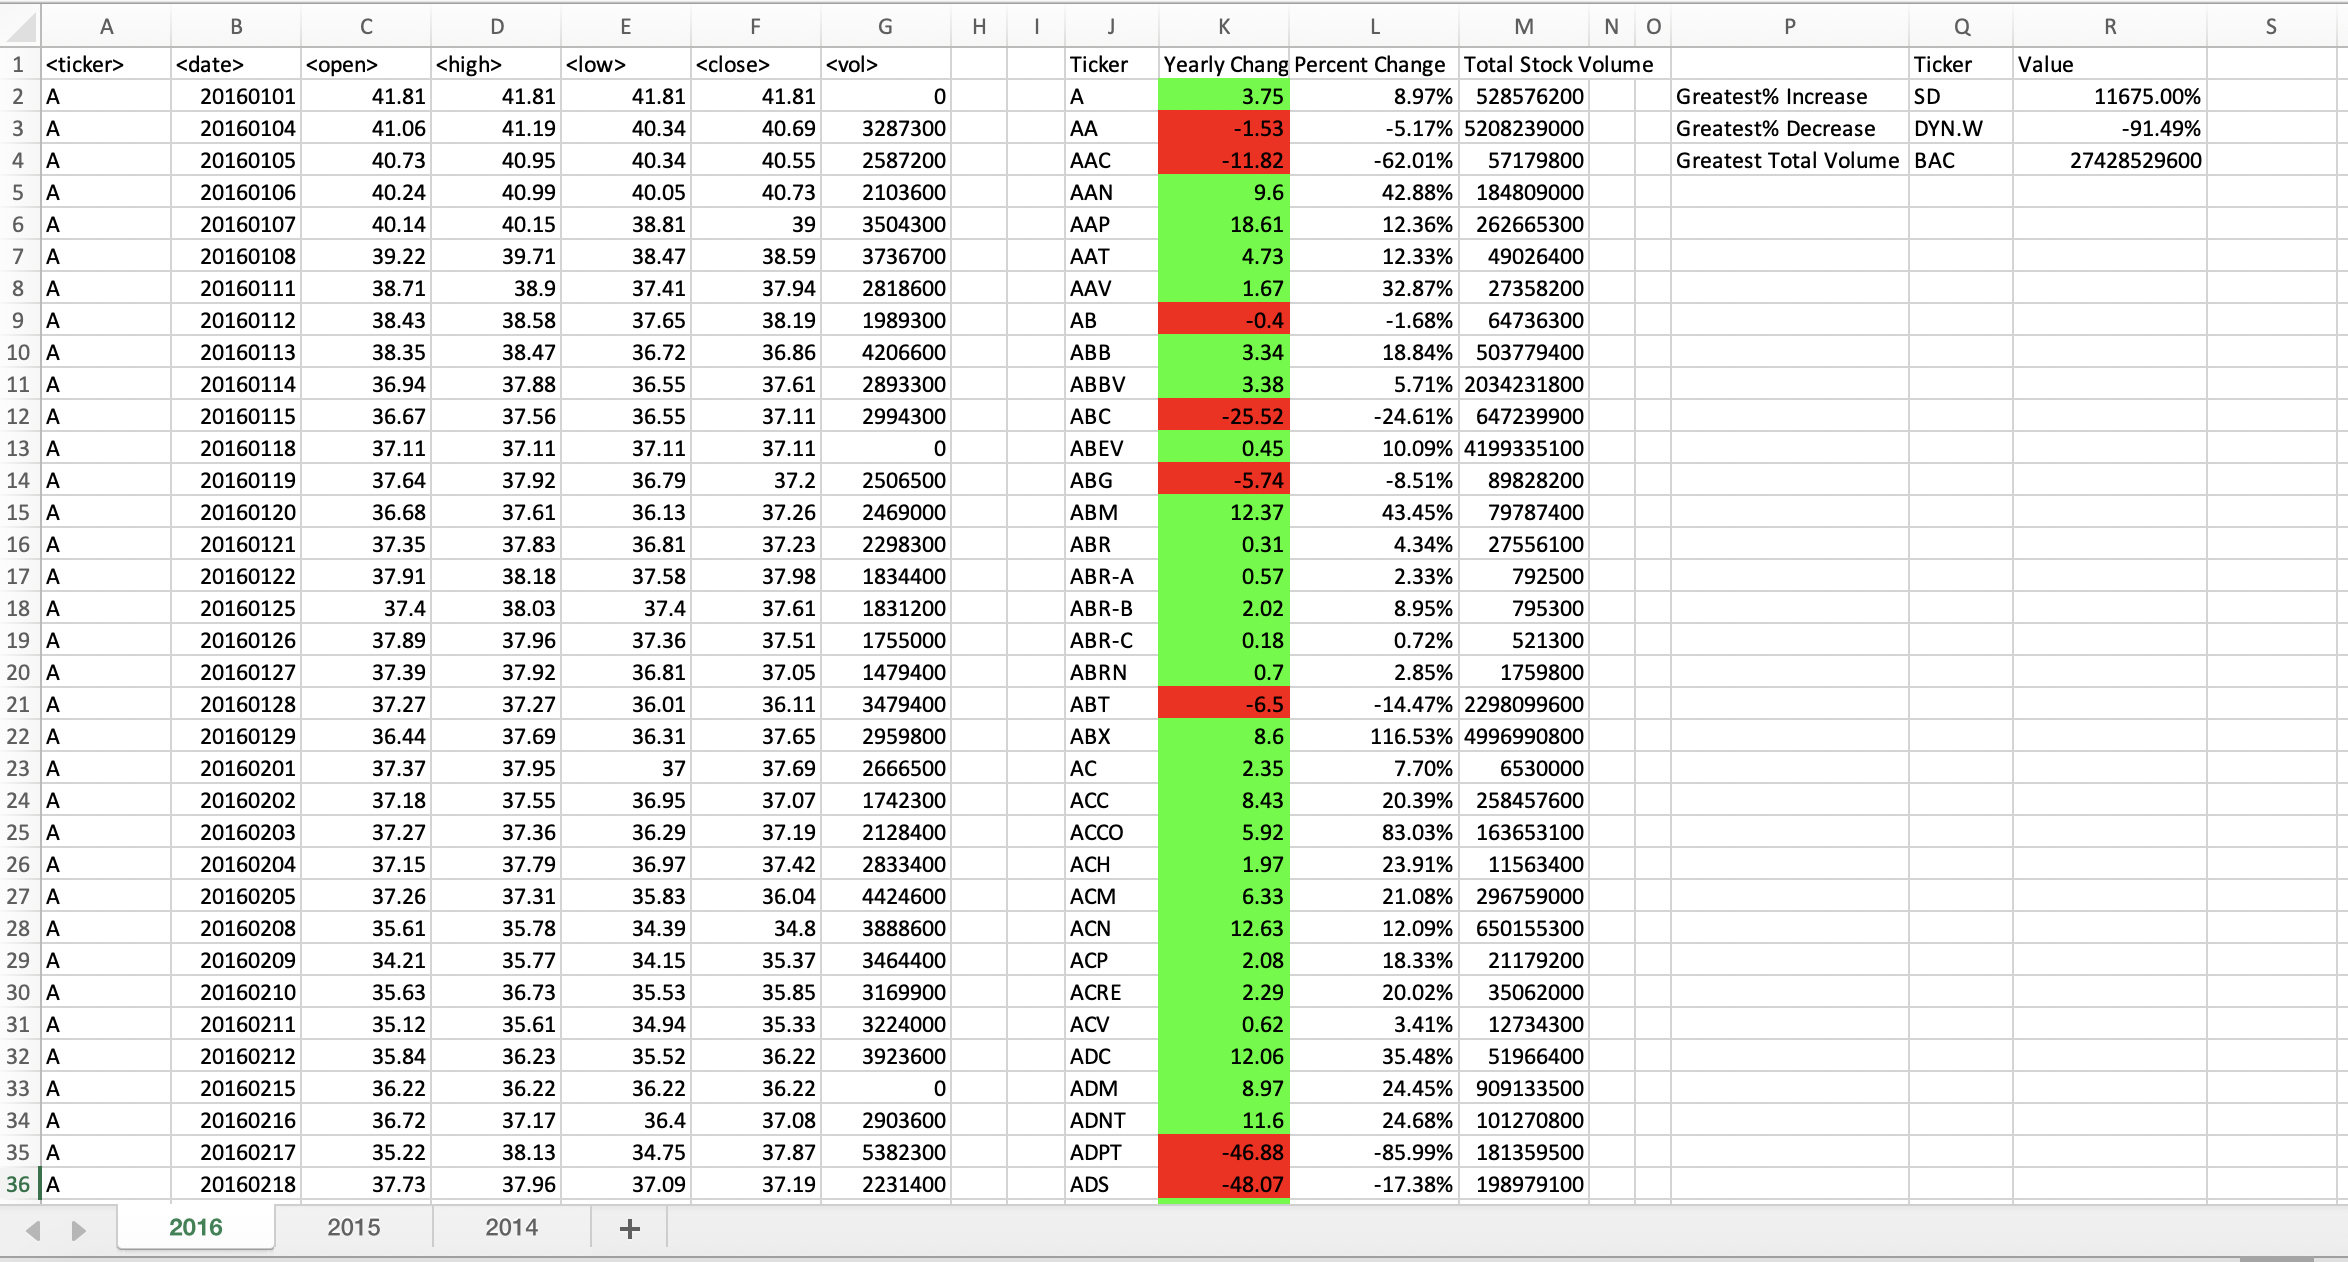 A B C D E F G H I J K L M N O P Q R S
1 <ticker> <date> <open> <high> <low> <close> <vol> Ticker Yearly Chang Percent Change Total Stock Volume Ticker Value
2 A 20160101 41.81 41.81 41.81 41.81 0 A 3.75 8.97% 528576200 Greatest% Increase SD 11675.00%
3 A 20160104 41.06 41.19 40.34 40.69 3287300 AA -1.53 -5.17% 5208239000 Greatest% Decrease DYN.W -91.49%
4 A 20160105 40.73 40.95 40.34 40.55 2587200 AAC -11.82 -62.01% 57179800 Greatest Total Volume BAC 27428529600
5 A 20160106 40.24 40.99 40.05 40.73 2103600 AAN 9.6 42.88% 184809000
6 A 20160107 40.14 40.15 38.81 39 3504300 AAP 18.61 12.36% 262665300
7 A 20160108 39.22 39.71 38.47 38.59 3736700 AAT 4.73 12.33% 49026400
8 A 20160111 38.71 38.9 37.41 37.94 2818600 AAV 1.67 32.87% 27358200
9 A 20160112 38.43 38.58 37.65 38.19 1989300 AB -0.4 -1.68% 64736300
10 A 20160113 38.35 38.47 36.72 36.86 4206600 ABB 3.34 18.84% 503779400
11 A 20160114 36.94 37.88 36.55 37.61 2893300 ABBV 3.38 5.71% 2034231800
12 A 20160115 36.67 37.56 36.55 37.11 2994300 ABC -25.52 -24.61% 647239900
13 A 20160118 37.11 37.11 37.11 37.11 0 ABEV 0.45 10.09% 4199335100
14 A 20160119 37.64 37.92 36.79 37.2 2506500 ABG -5.74 -8.51% 89828200
15 A 20160120 36.68 37.61 36.13 37.26 2469000 ABM 12.37 43.45% 79787400
16 A 20160121 37.35 37.83 36.81 37.23 2298300 ABR 0.31 4.34% 27556100
17 A 20160122 37.91 38.18 37.58 37.98 1834400 ABR-A 0.57 2.33% 792500
18 A 20160125 37.4 38.03 37.4 37.61 1831200 ABR-B 2.02 8.95% 795300
19 A 20160126 37.89 37.96 37.36 37.51 1755000 ABR-C 0.18 0.72% 521300
20 A 20160127 37.39 37.92 36.81 37.05 1479400 ABRN 0.7 2.85% 1759800
21 A 20160128 37.27 37.27 36.01 36.11 3479400 ABT -6.5 -14.47% 2298099600
22 A 20160129 36.44 37.69 36.31 37.65 2959800 ABX 8.6 116.53% 4996990800
23 A 20160201 37.37 37.95 37 37.69 2666500 AC 2.35 7.70% 6530000
24 A 20160202 37.18 37.55 36.95 37.07 1742300 ACC 8.43 20.39% 258457600
25 A 20160203 37.27 37.36 36.29 37.19 2128400 ACCO 5.92 83.03% 163653100
26 A 20160204 37.15 37.79 36.97 37.42 2833400 ACH 1.97 23.91% 11563400
27 A 20160205 37.26 37.31 35.83 36.04 4424600 ACM 6.33 21.08% 296759000
28 A 20160208 35.61 35.78 34.39 34.8 3888600 ACN 12.63 12.09% 650155300
29 A 20160209 34.21 35.77 34.15 35.37 3464400 ACP 2.08 18.33% 21179200
30 A 20160210 35.63 36.73 35.53 35.85 3169900 ACRE 2.29 20.02% 35062000
31 A 20160211 35.12 35.61 34.94 35.33 3224000 ACV 0.62 3.41% 12734300
32 A 20160212 35.84 36.23 35.52 36.22 3923600 ADC 12.06 35.48% 51966400
33 A 20160215 36.22 36.22 36.22 36.22 0 ADM 8.97 24.45% 909133500
34 A 20160216 36.72 37.17 36.4 37.08 2903600 ADNT 11.6 24.68% 101270800
35 A 20160217 35.22 38.13 34.75 37.87 5382300 ADPT -46.88 -85.99% 181359500
36 A 20160218 37.73 37.96 37.09 37.19 2231400 ADS -48.07 -17.38% 198979100
2016 2015 2014 +